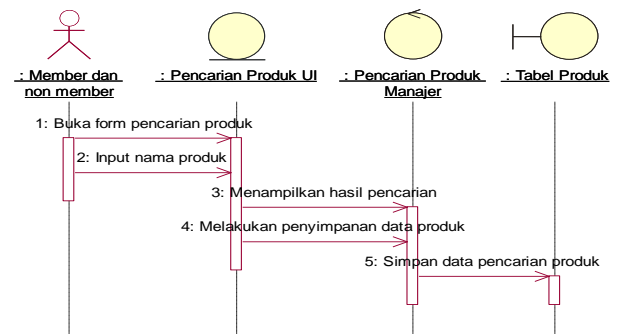 : Member dan
non member
: Pencarian Produk UI
: Pencarian Produk
Manajer
: Tabel Produk
1: Buka form pencarian produk
2: Input nama produk
3: Menampilkan hasil pencarian
4: Melakukan penyimpanan data produk
5: Simpan data pencarian produk